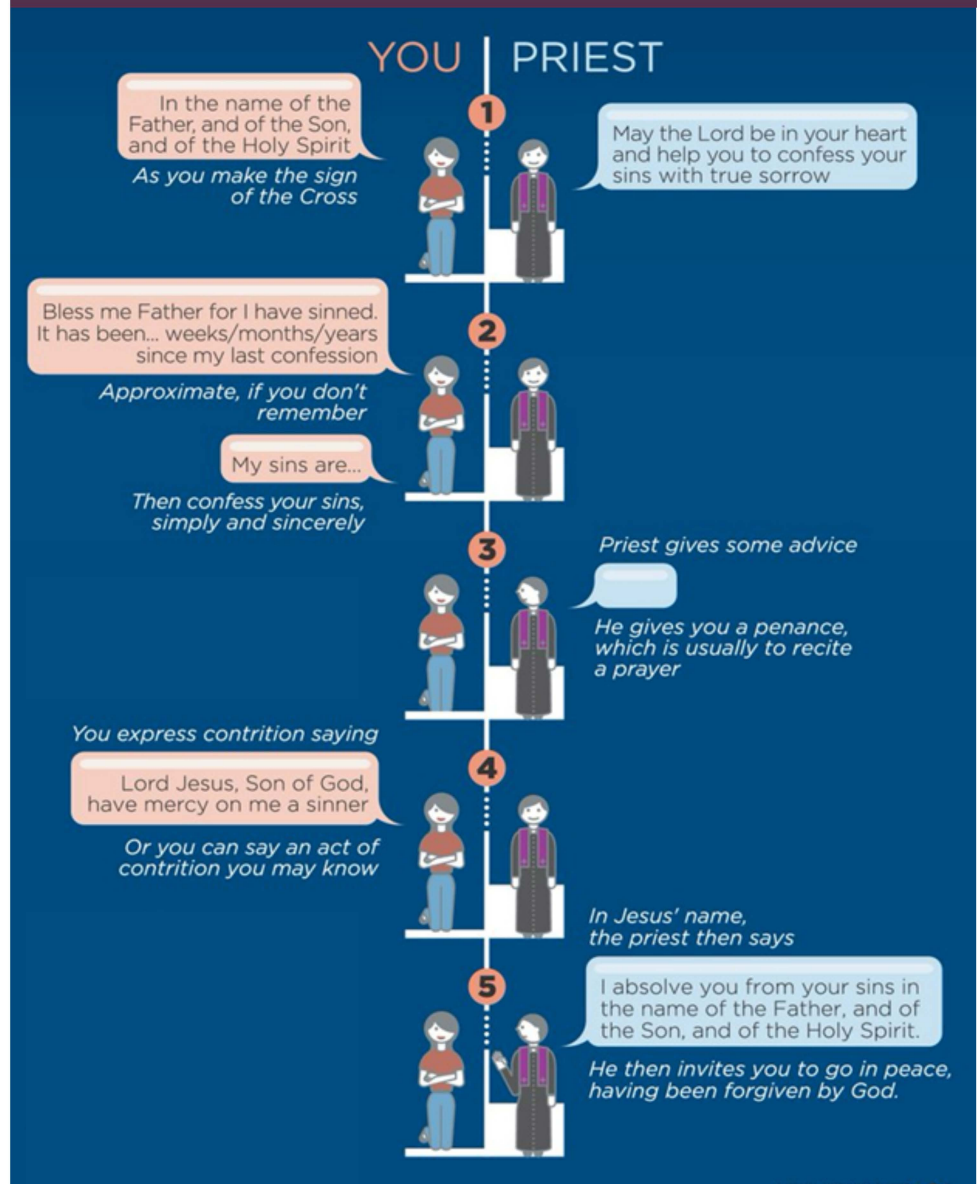 YOU PRIEST
1
In the name of the
Father, and of the Son,
and of the Holy Spirit
As you make the sign
of the Cross
May the Lord be in your heart
and help you to confess your
sins with true sorrow
2
Bless me Father for I have sinned.
It has been... weeks/months/years
since my last confession
Approximate, if you don't
remember
My sins are...
Then confess your sins,
simply and sincerely
3
Priest gives some advice
He gives you a penance,
which is usually to recite
a prayer
4
You express contrition saying
Lord Jesus, Son of God,
have mercy on me a sinner
Or you can say an act of
contrition you may know
5
In Jesus' name,
the priest then says
I absolve you from your sins in
the name of the Father, and of
the Son, and of the Holy Spirit.
He then invites you to go in peace,
having been forgiven by God.